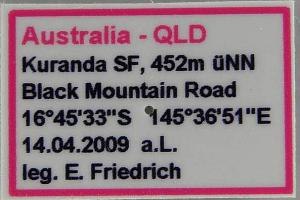 Australia - QLD
Kuranda SF, 452m üNN
Black Mountain Road
16°45'33"S 145°36'51"E
14.04.2009 a.L.
leg. E. Friedrich